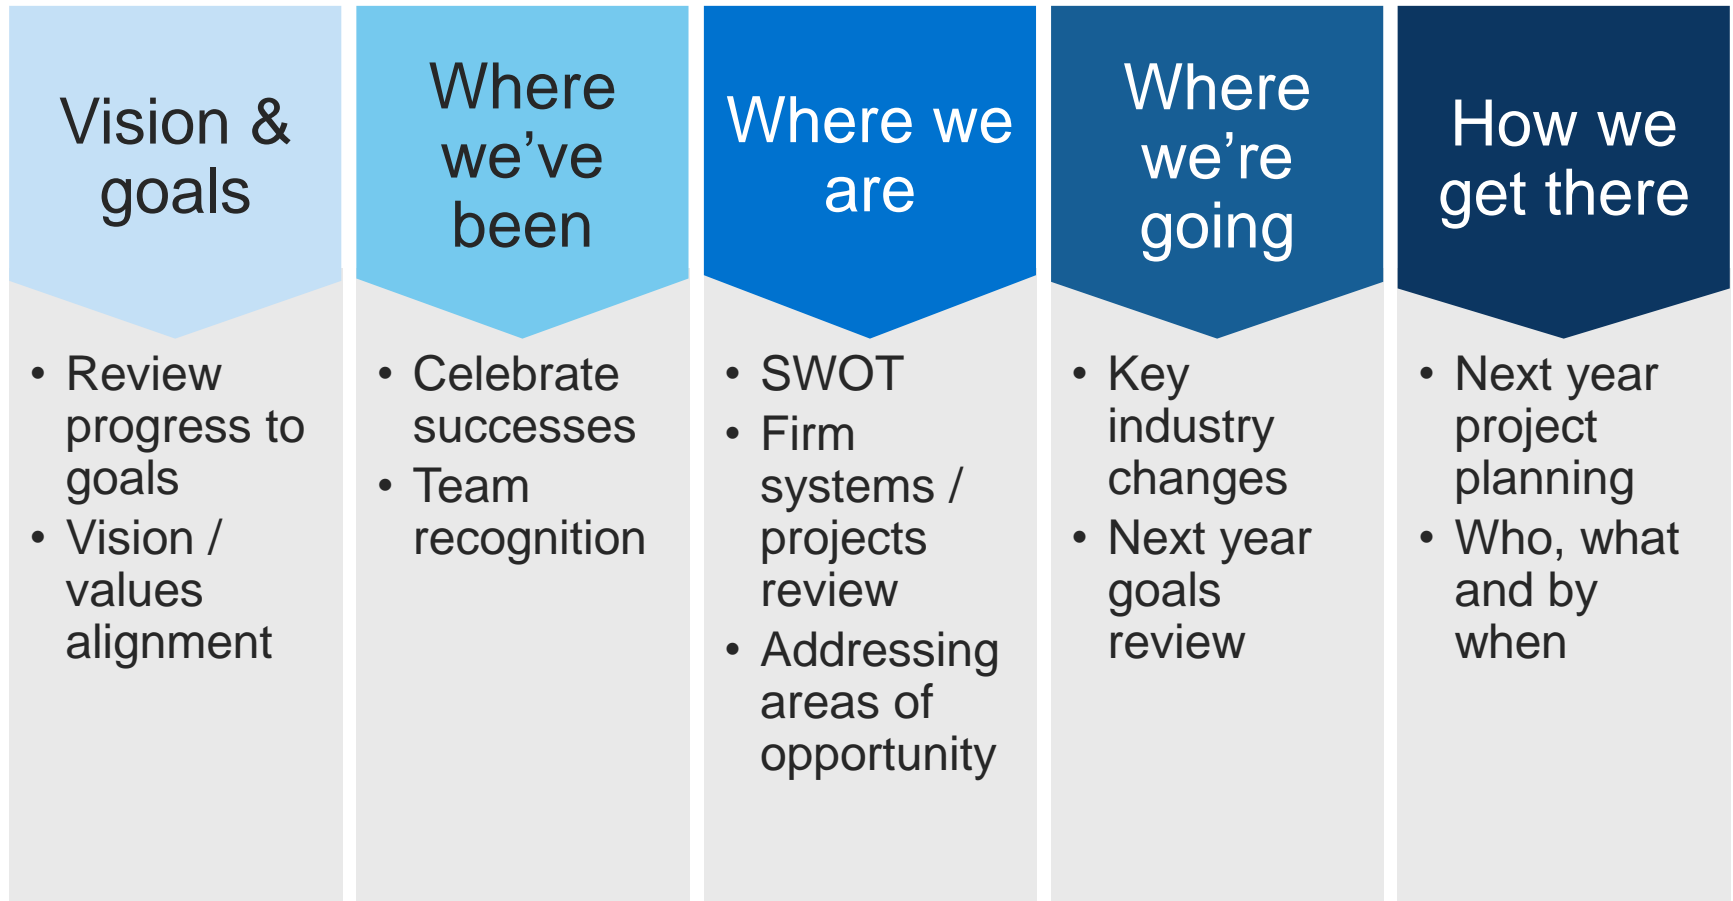 Vision &
goals
• Review
progress to
goals
• Vision /
values
alignment
Where
we’ve
been
• Celebrate
successes
• Team
recognition
Where we
are
• SWOT
• Firm
systems /
projects
review
• Addressing
areas of
opportunity
Where
we’re
going
• Key
industry
changes
• Next year
goals
review
How we
get there
• Next year
project
planning
• Who, what
and by
when